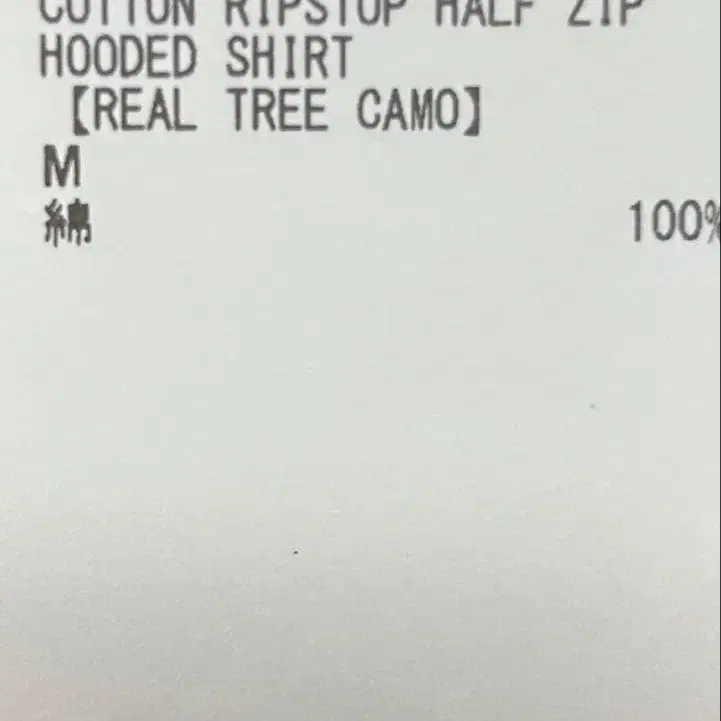 COTTON RIPSTOP HALF ZIP
HOODED SHIRT
【REAL TREE CAMO】
M
綿 100%